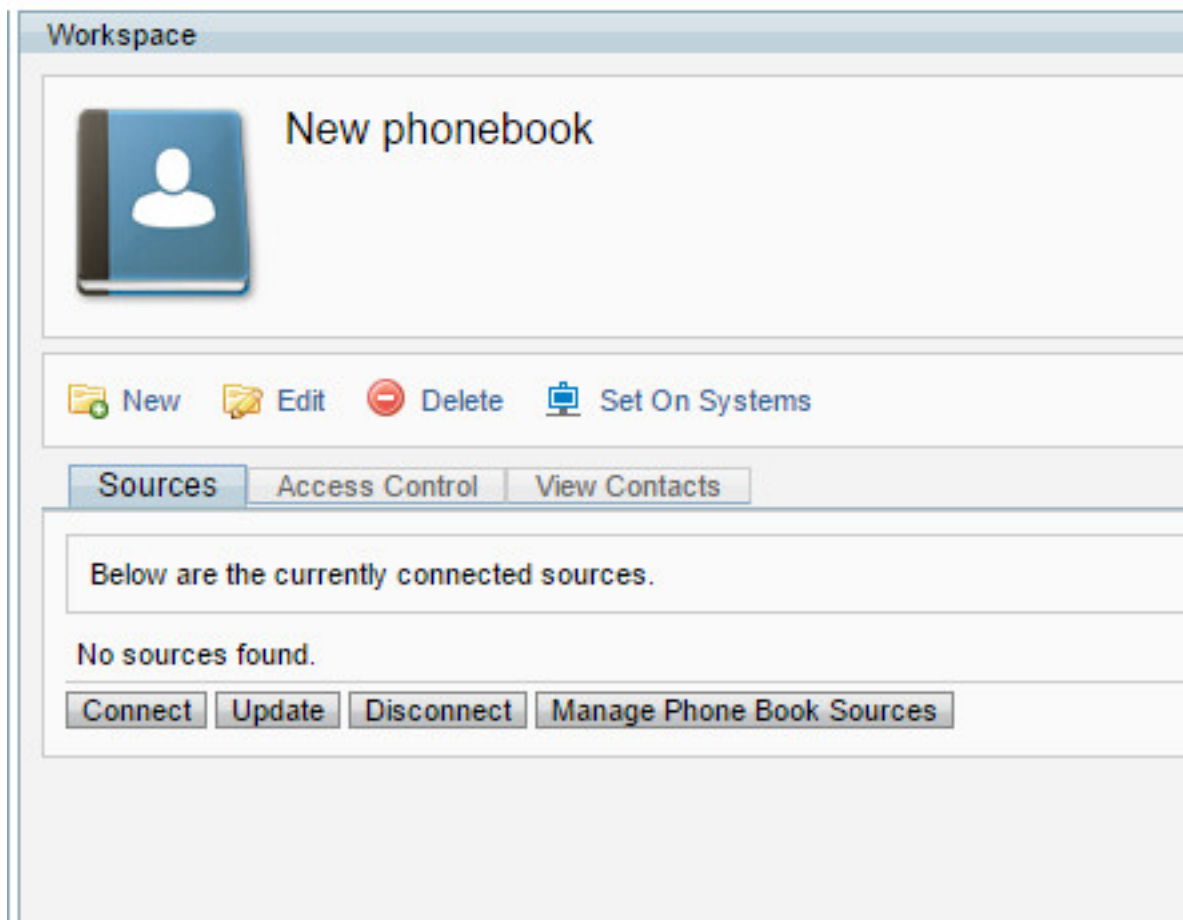 Workspace
New phonebook
New Edit Delete Set On Systems
Sources Access Control View Contacts
Below are the currently connected sources.
No sources found.
Connect Update Disconnect Manage Phone Book Sources